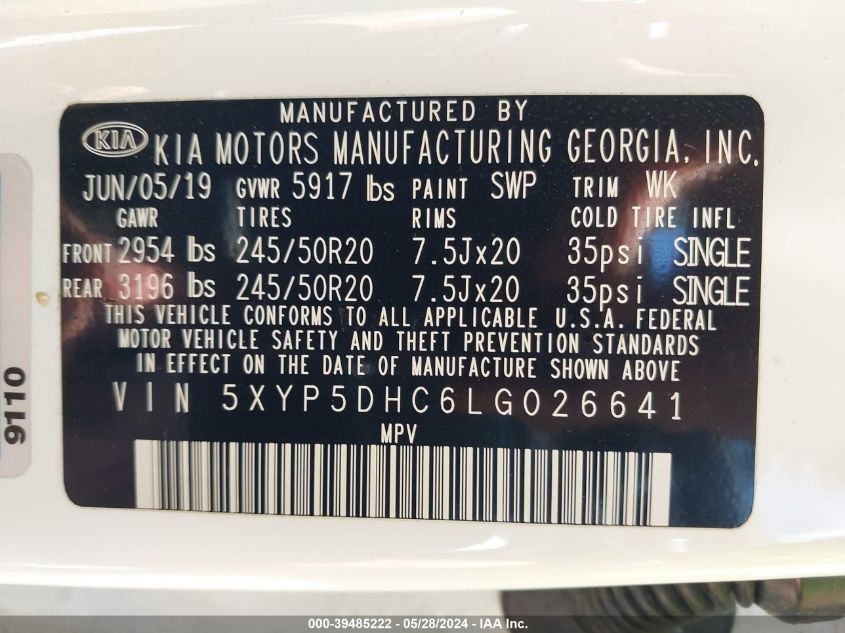 MANUFACTURED BY
KIA KIA MOTORS MANUFACTURING GEORGIA, INC.
JUN/05/19 GVWR 5917 lbs PAINT SWP TRIM WK
GAWR TIRES RIMS COLD TIRE INFL
FRONT 2954 lbs 245/50R20 7.5Jx20 35psi SINGLE
REAR 3196 lbs 245/50R20 7.5Jx20 35psi SINGLE
THIS VEHICLE CONFORMS TO ALL APPLICABLE U.S.A. FEDERAL
MOTOR VEHICLE SAFETY AND THEFT PREVENTION STANDARDS
IN EFFECT ON THE DATE OF MANUFACTURE SHOWN ABOVE
VIN 5XYP5DHC6LG026641
MPV
9110
000-39485222 - 05/28/2024 - IAA Inc.